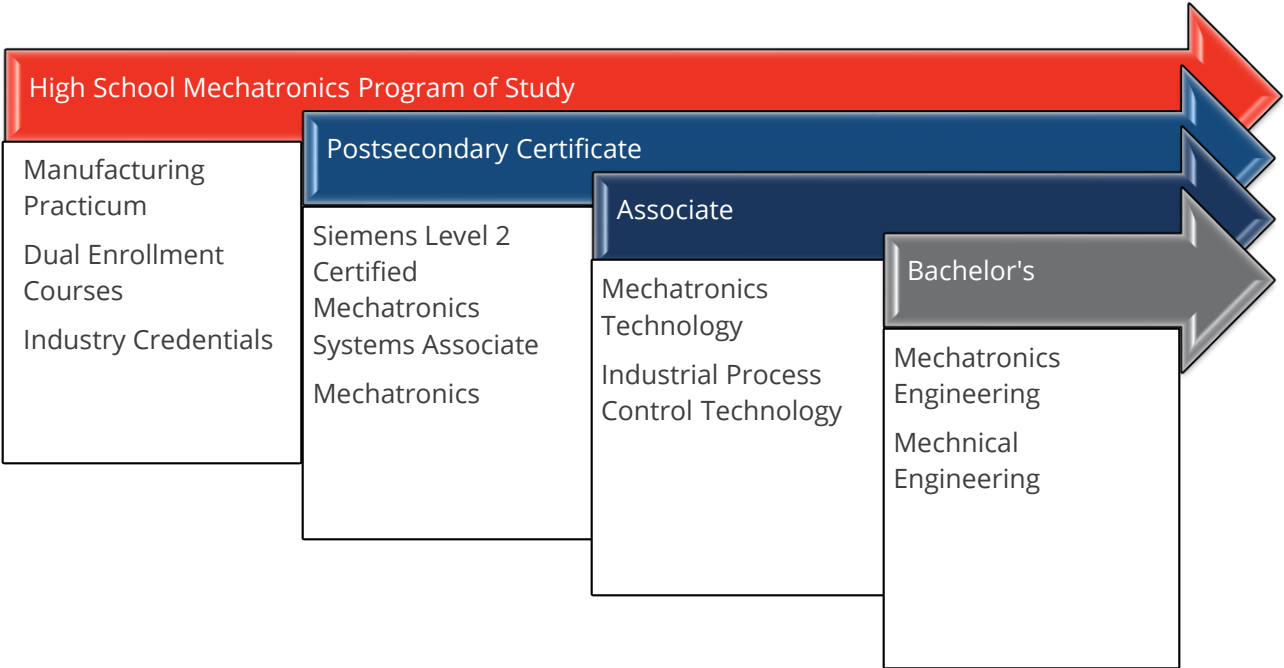 High School Mechatronics Program of Study
Manufacturing
Practicum
Dual Enrollment
Courses
Industry Credentials
Postsecondary Certificate
Siemens Level 2
Certified
Mechatronics
Systems Associate
Mechatronics
Associate
Mechatronics
Technology
Industrial Process
Control Technology
Bachelor's
Mechatronics
Engineering
Mechnical
Engineering